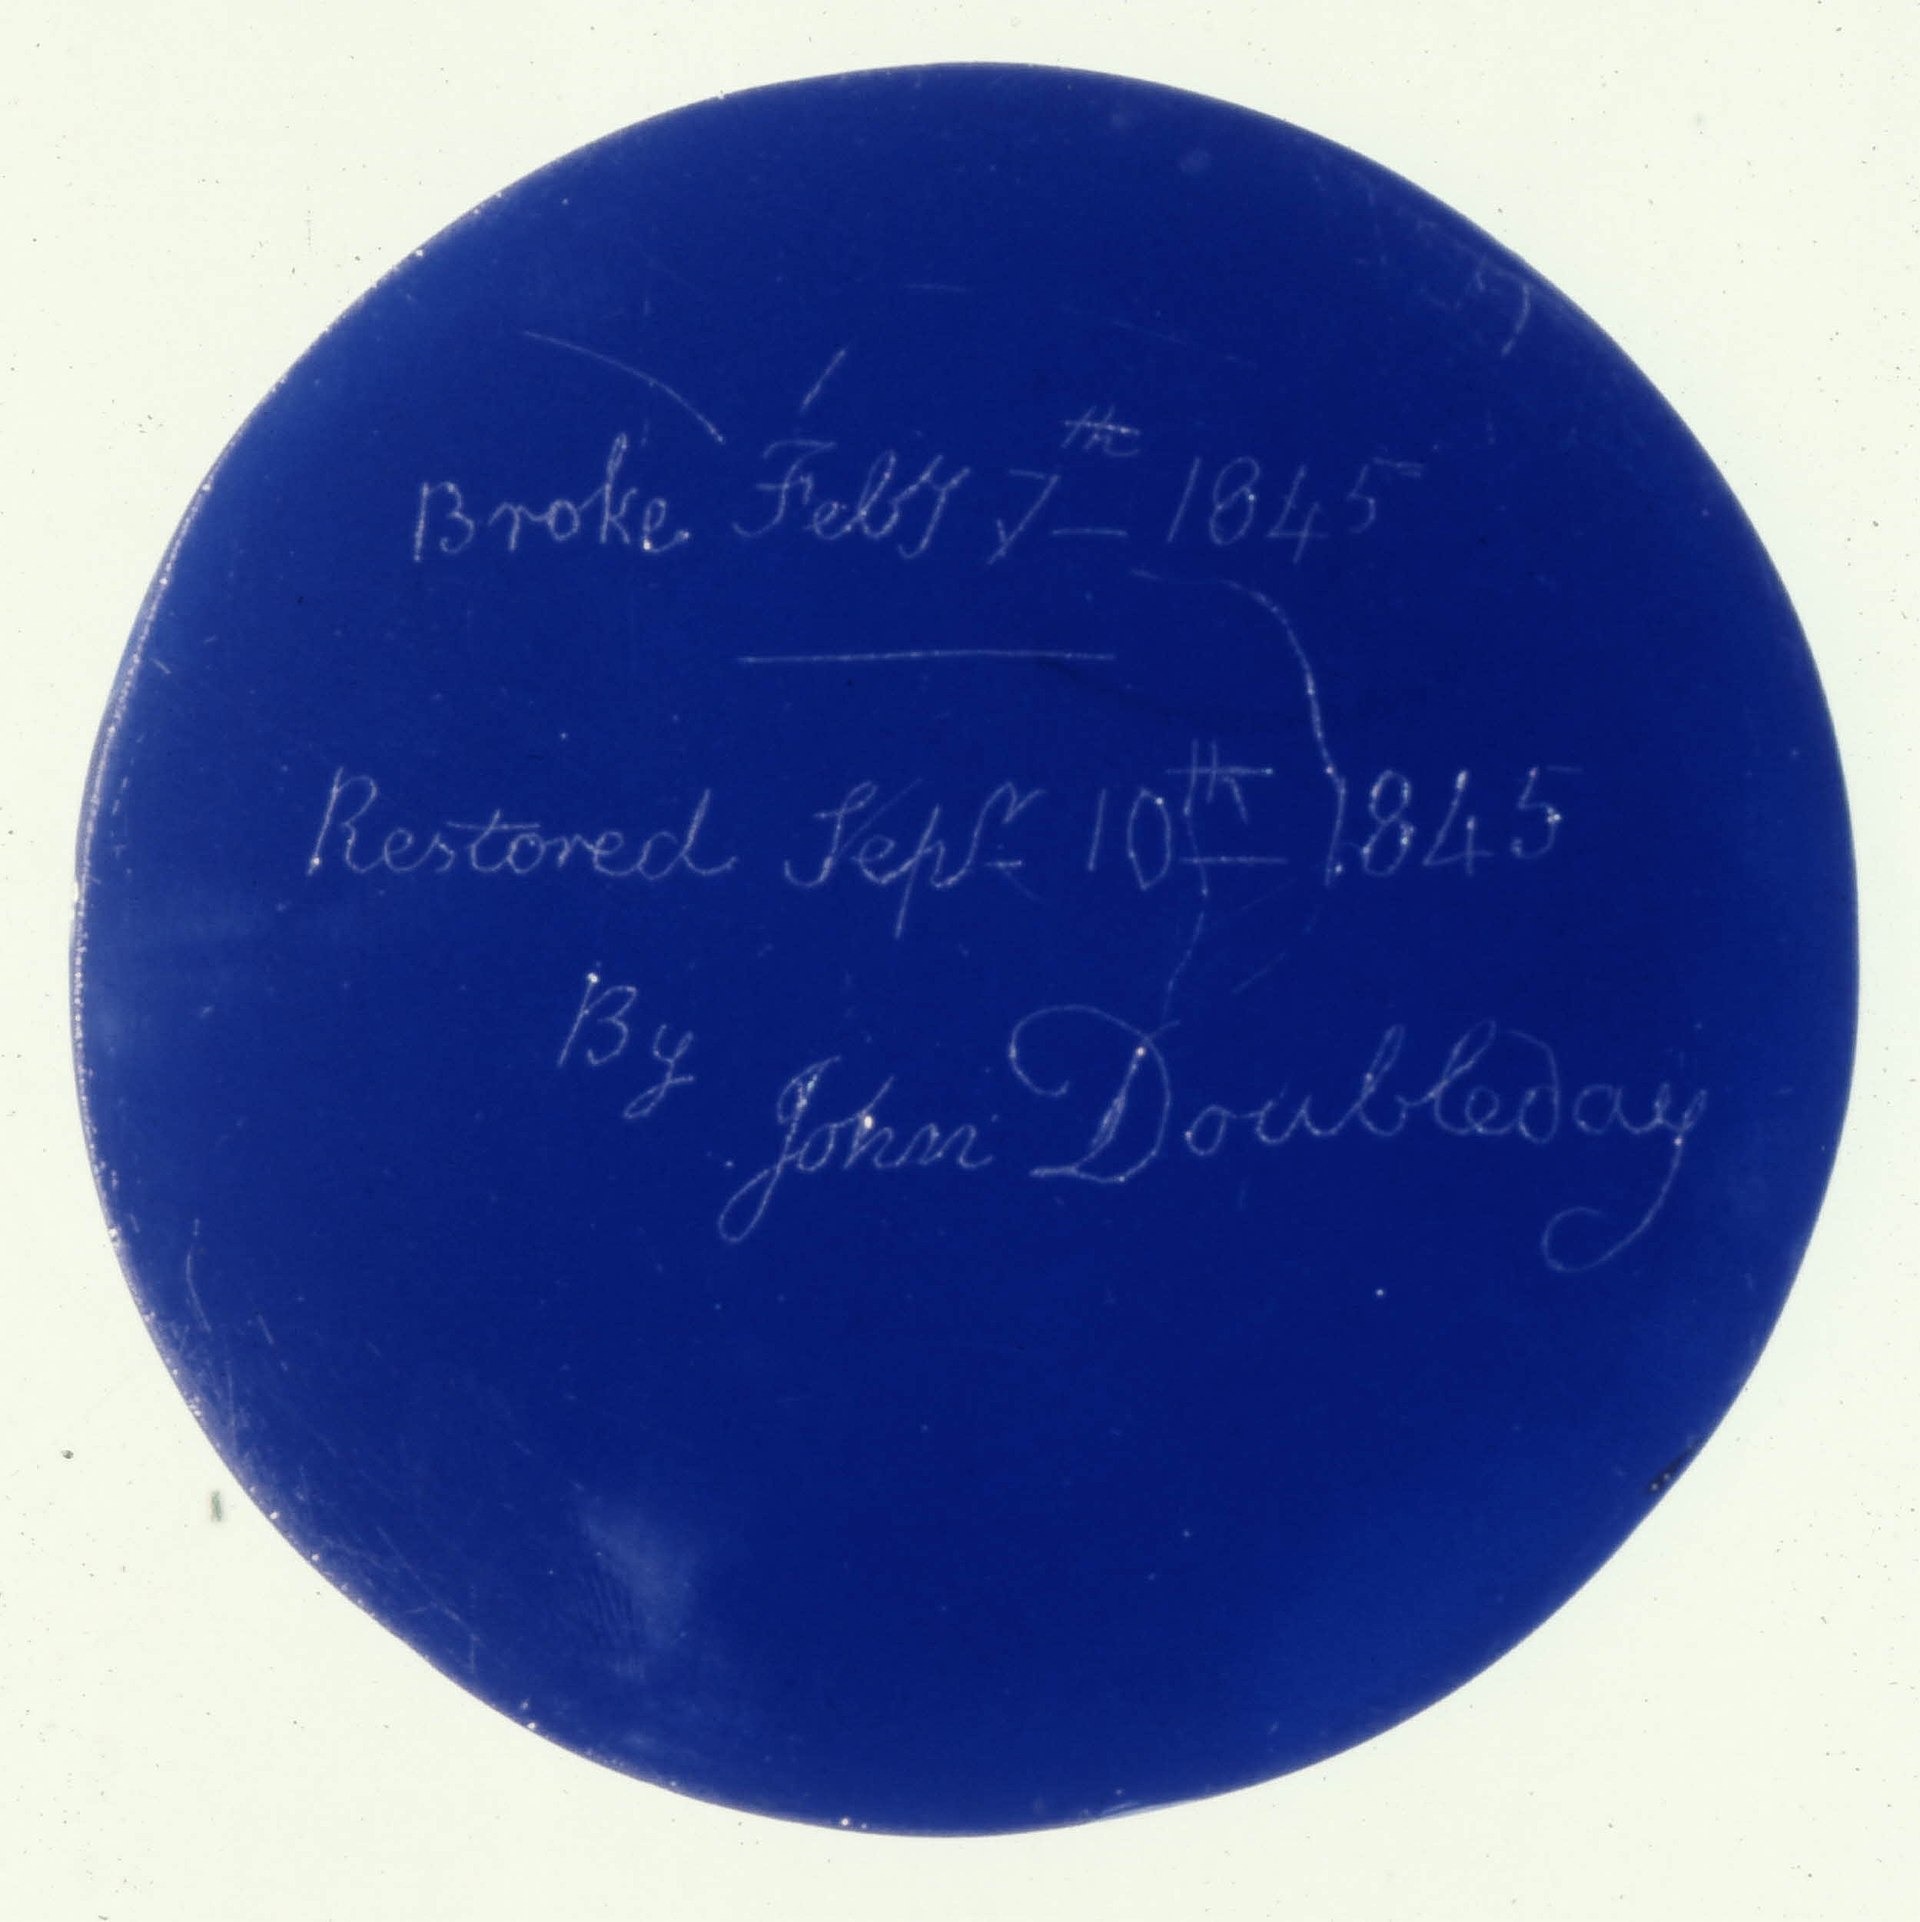 Broke Feby 7th 1845
Restored Sept 10th 1845
By
John Doubleday